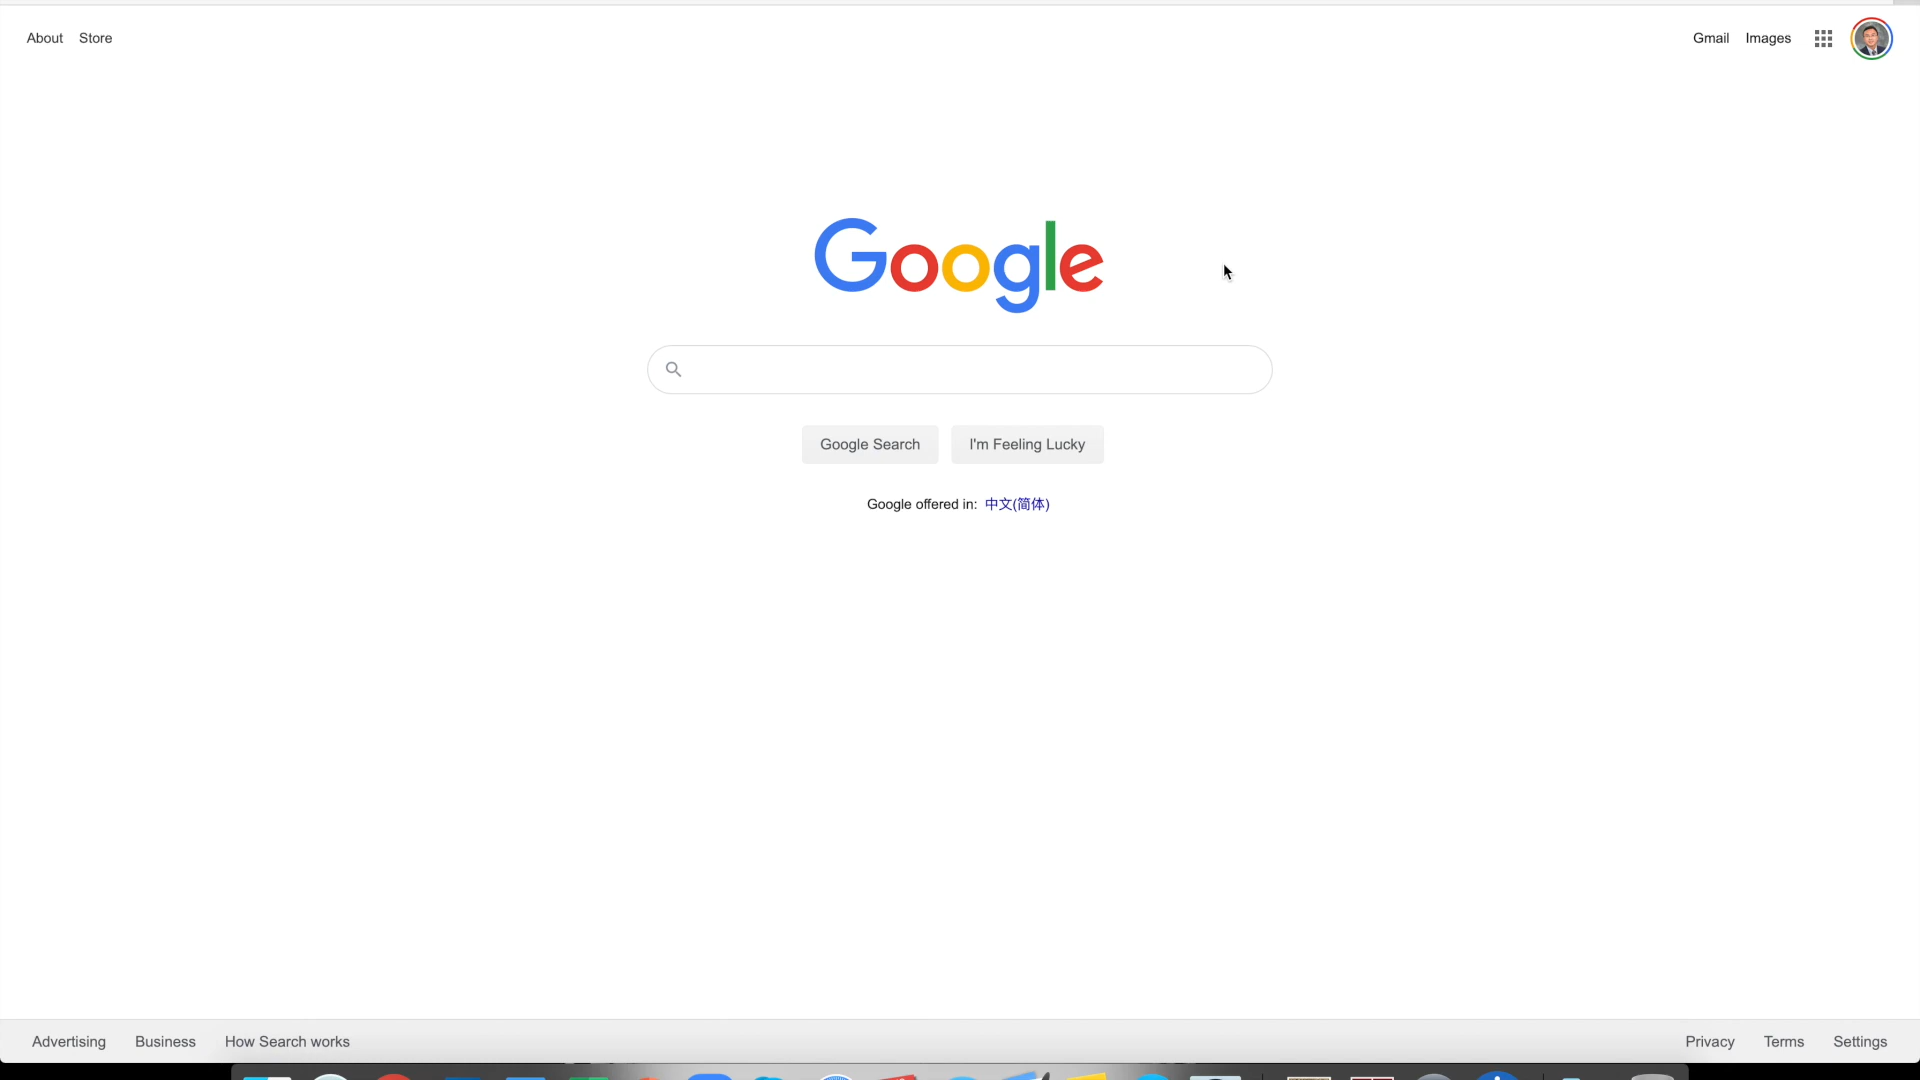 About Store
Gmail Images
Google
Google Search I'm Feeling Lucky
Google offered in: 中文(简体)
Advertising Business How Search works
Privacy Terms Settings